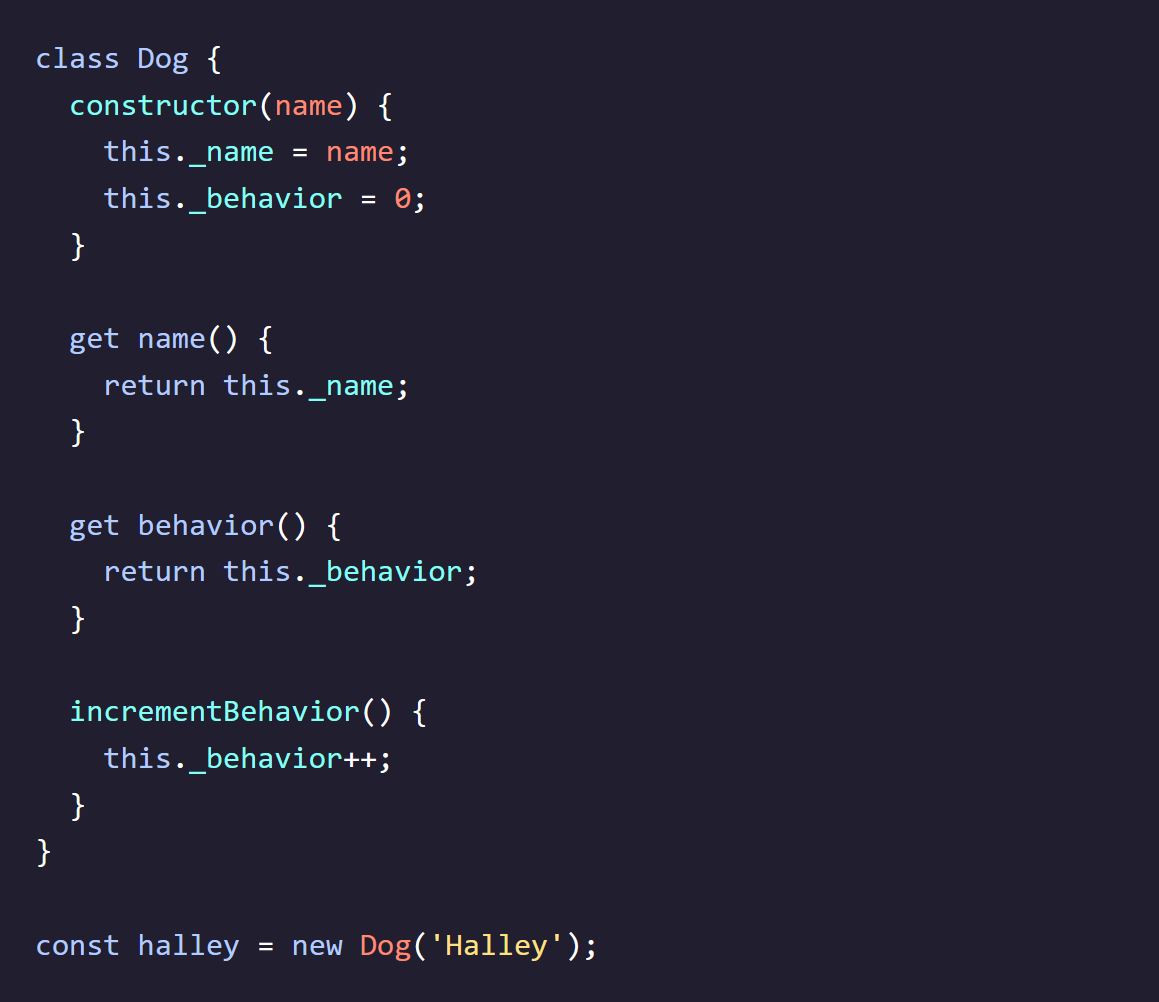 class Dog {
  constructor(name) {
    this._name = name;
    this._behavior = 0;
  }

  get name() {
    return this._name;
  }

  get behavior() {
    return this._behavior;
  }

  incrementBehavior() {
    this._behavior++;
  }
}

const halley = new Dog('Halley');